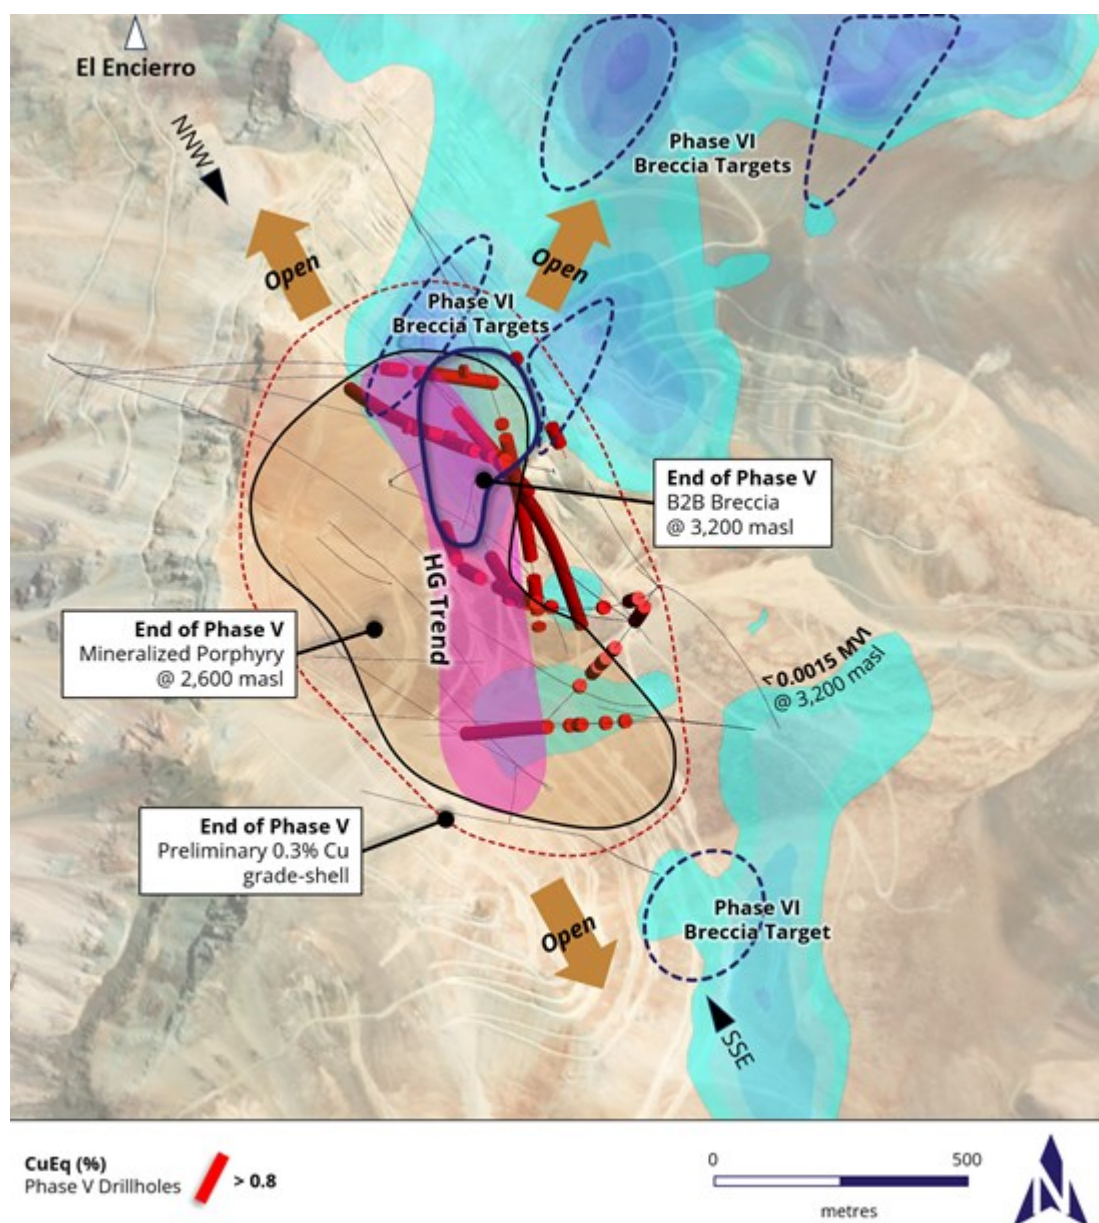 El Encierro
NNW
Phase VI
Breccia Targets
Open
Open
Phase VI
Breccia Targets
End of Phase V
B2B Breccia
@ 3,200 masl
HG Trend
End of Phase V
Mineralized Porphyry
@ 2,600 masl
0.0015 MVI
@ 3,200 masl
End of Phase V
Preliminary 0.3% Cu
grade-shell
Open
Phase VI
Breccia Target
SSE
CuEq (%)
Phase V Drillholes
> 0.8
0 500
metres
N